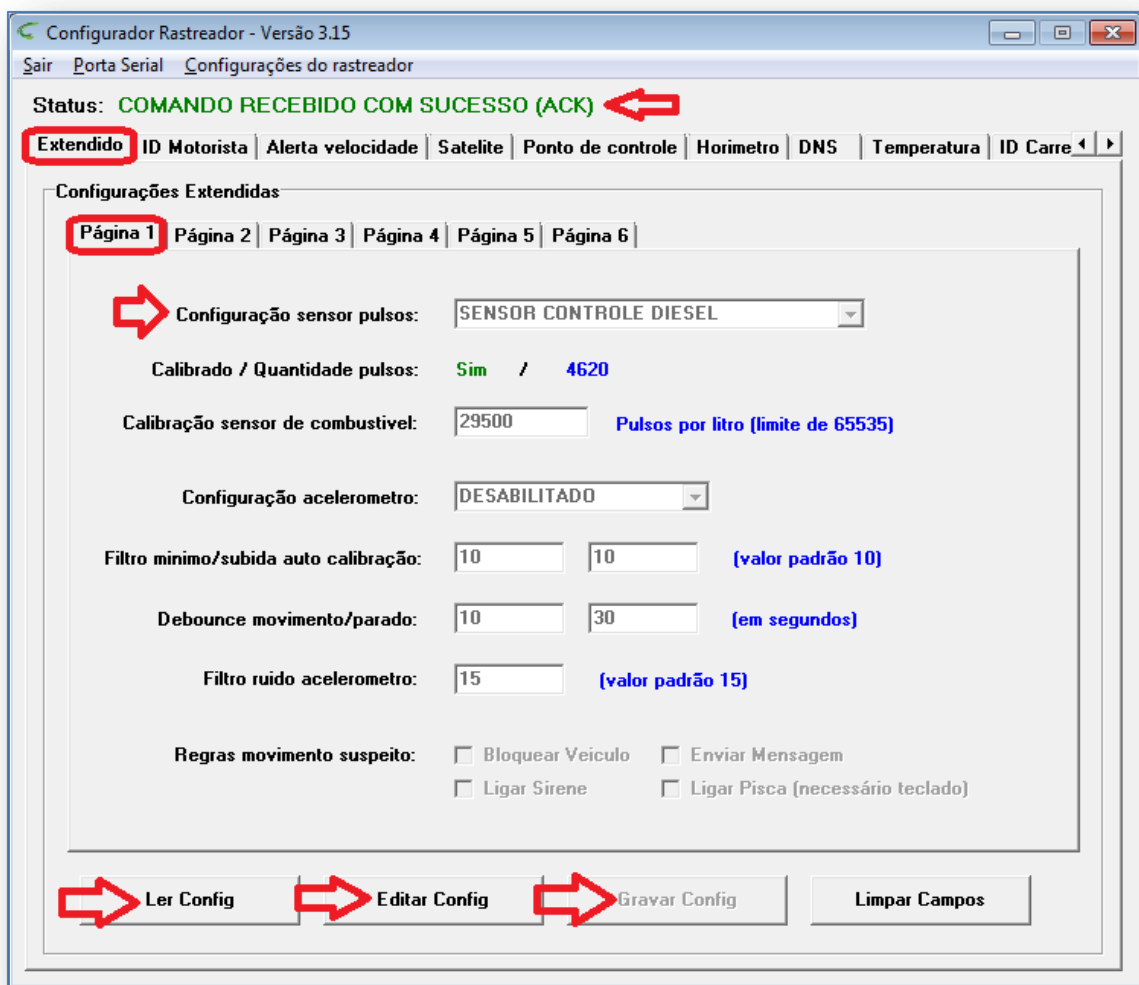 Configurador Rastreador - Versão 3.15
Sair Porta Serial Configurações do rastreador
Status: COMANDO RECEBIDO COM SUCESSO (ACK)
Extendido ID Motorista Alerta velocidade Satelite Ponto de controle Horimetro DNS Temperatura ID Carre
Configurações Extendidas
Página 1 Página 2 Página 3 Página 4 Página 5 Página 6
Configuração sensor pulsos: SENSOR CONTROLE DIESEL
Calibrado / Quantidade pulsos: Sim / 4620
Calibração sensor de combustivel: 29500 Pulsos por litro (limite de 65535)
Configuração acelerometro: DESABILITADO
Filtro minimo/subida auto calibração: 10 10 (valor padrão 10)
Debounce movimento/parado: 10 30 (em segundos)
Filtro ruido acelerometro: 15 (valor padrão 15)
Regras movimento suspeito: Bloquear Veiculo Enviar Mensagem
Ligar Sirene Ligar Pisca (necessário teclado)
Ler Config Editar Config Gravar Config Limpar Campos